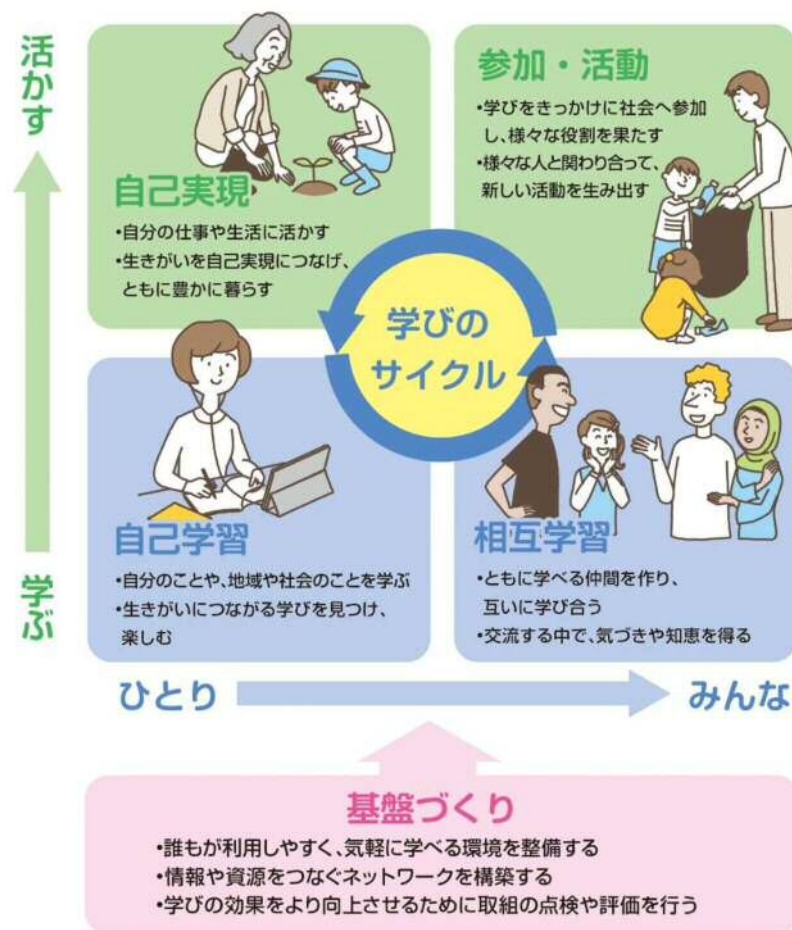 活かす
自己実現
・自分の仕事や生活に活かす
・生きがいを自己実現につなげ、
ともに豊かに暮らす
参加・活動
・学びをきっかけに社会へ参加
し、様々な役割を果たす
・様々な人と関わり合って、
新しい活動を生み出す
学びの
サイクル
自己学習
・自分のことや、地域や社会のことを学ぶ
・生きがいにつながる学びを見つけ、
楽しむ
相互学習
・ともに学べる仲間を作り、
互いに学び合う
・交流する中で、気づきや知恵を得る
学ぶ
ひとり
みんな
基盤づくり
・誰もが利用しやすく、気軽に学べる環境を整備する
・情報や資源をつなぐネットワークを構築する
・学びの効果をより向上させるために取組の点検や評価を行う